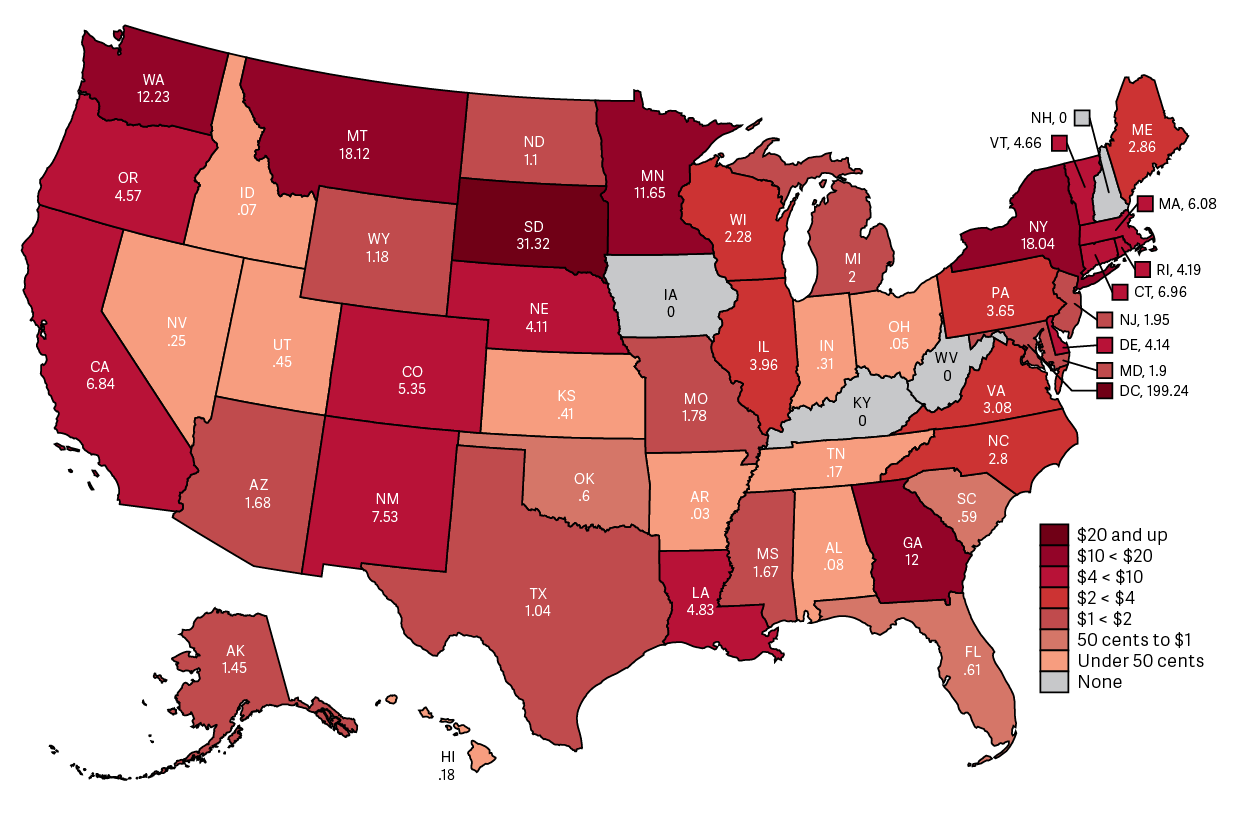 WA
12.23
OR
4.57
CA
6.84
ID
.07
NV
.25
UT
.45
AZ
1.68
MT
18.12
WY
1.18
CO
5.35
NM
7.53
ND
1.1
SD
31.32
NE
4.11
KS
.41
OK
.6
TX
1.04
MN
11.65
IA
0
MO
1.78
AR
.03
LA
4.83
WI
2.28
IL
3.96
MI
2
IN
.31
OH
.05
KY
0
WV
0
TN
.17
MS
1.67
AL
.08
GA
12
FL
.61
SC
.59
NC
2.8
VA
3.08
PA
3.65
NY
18.04
ME
2.86
NH, 0
VT, 4.66
MA, 6.08
RI, 4.19
CT, 6.96
NJ, 1.95
DE, 4.14
MD, 1.9
DC, 199.24
AK
1.45
HI
.18
$20 and up
$10 < $20
$4 < $10
$2 < $4
$1 < $2
50 cents to $1
Under 50 cents
None